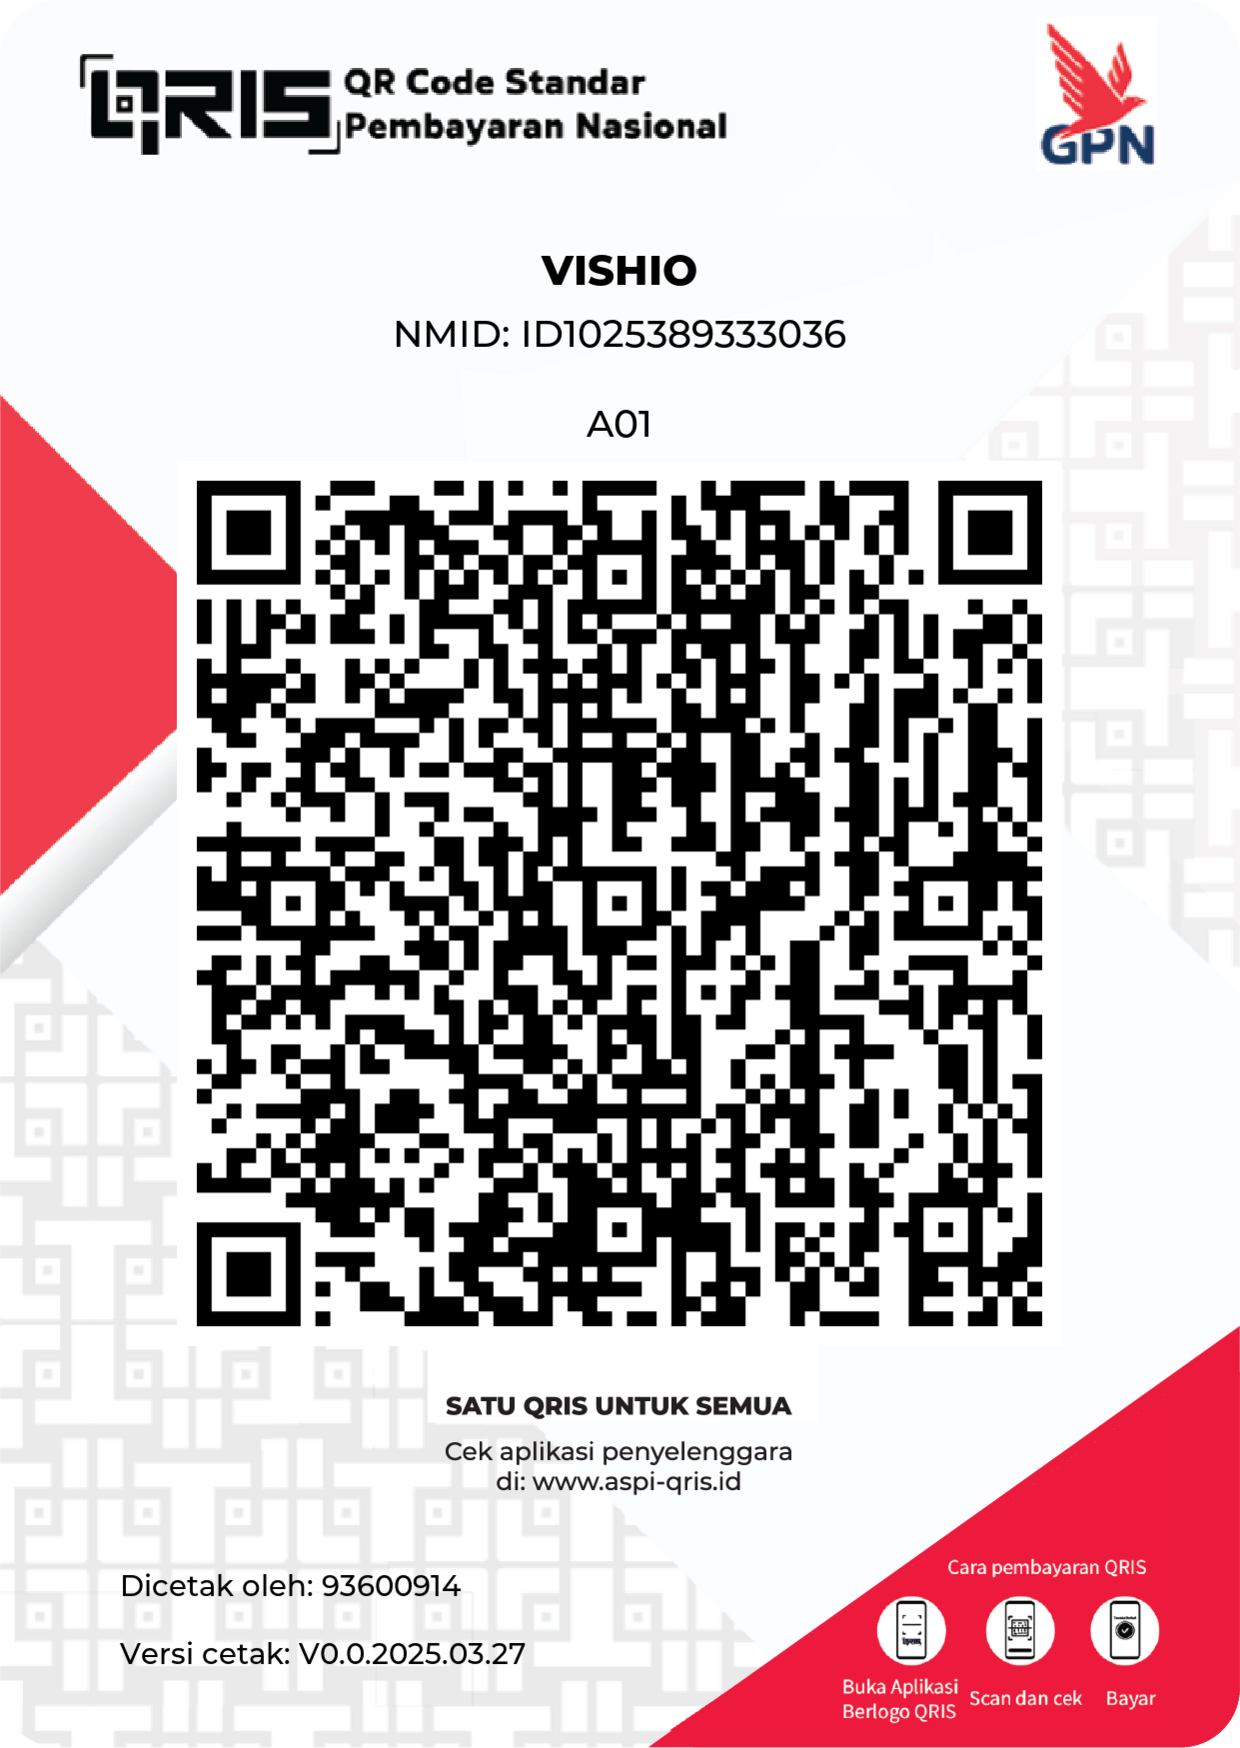 QRIS QR Code Standar
Pembayaran Nasional
GPN
VISHIO
NMID: ID1025389333036
A01
SATU QRIS UNTUK SEMUA
Cek aplikasi penyelenggara
di: www.aspi-qris.id
Dicetak oleh: 93600914
Versi cetak: V0.0.2025.03.27
Cara pembayaran QRIS
Buka Aplikasi
Berlogo QRIS
Scan dan cek
Bayar